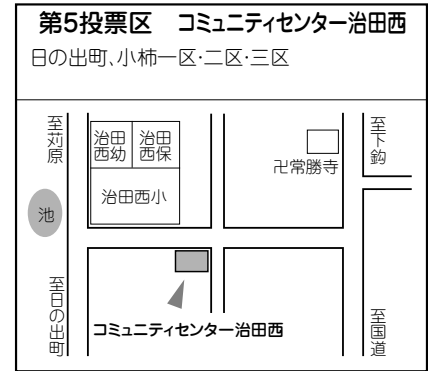 第5投票区 コミュニティセンター治田西
日の出町、小柿一区・二区・三区
至苅原
治田西幼
治田西保
治田西小
卍常勝寺
至下鈎
池
至日の出町
コミュニティセンター治田西
至国道